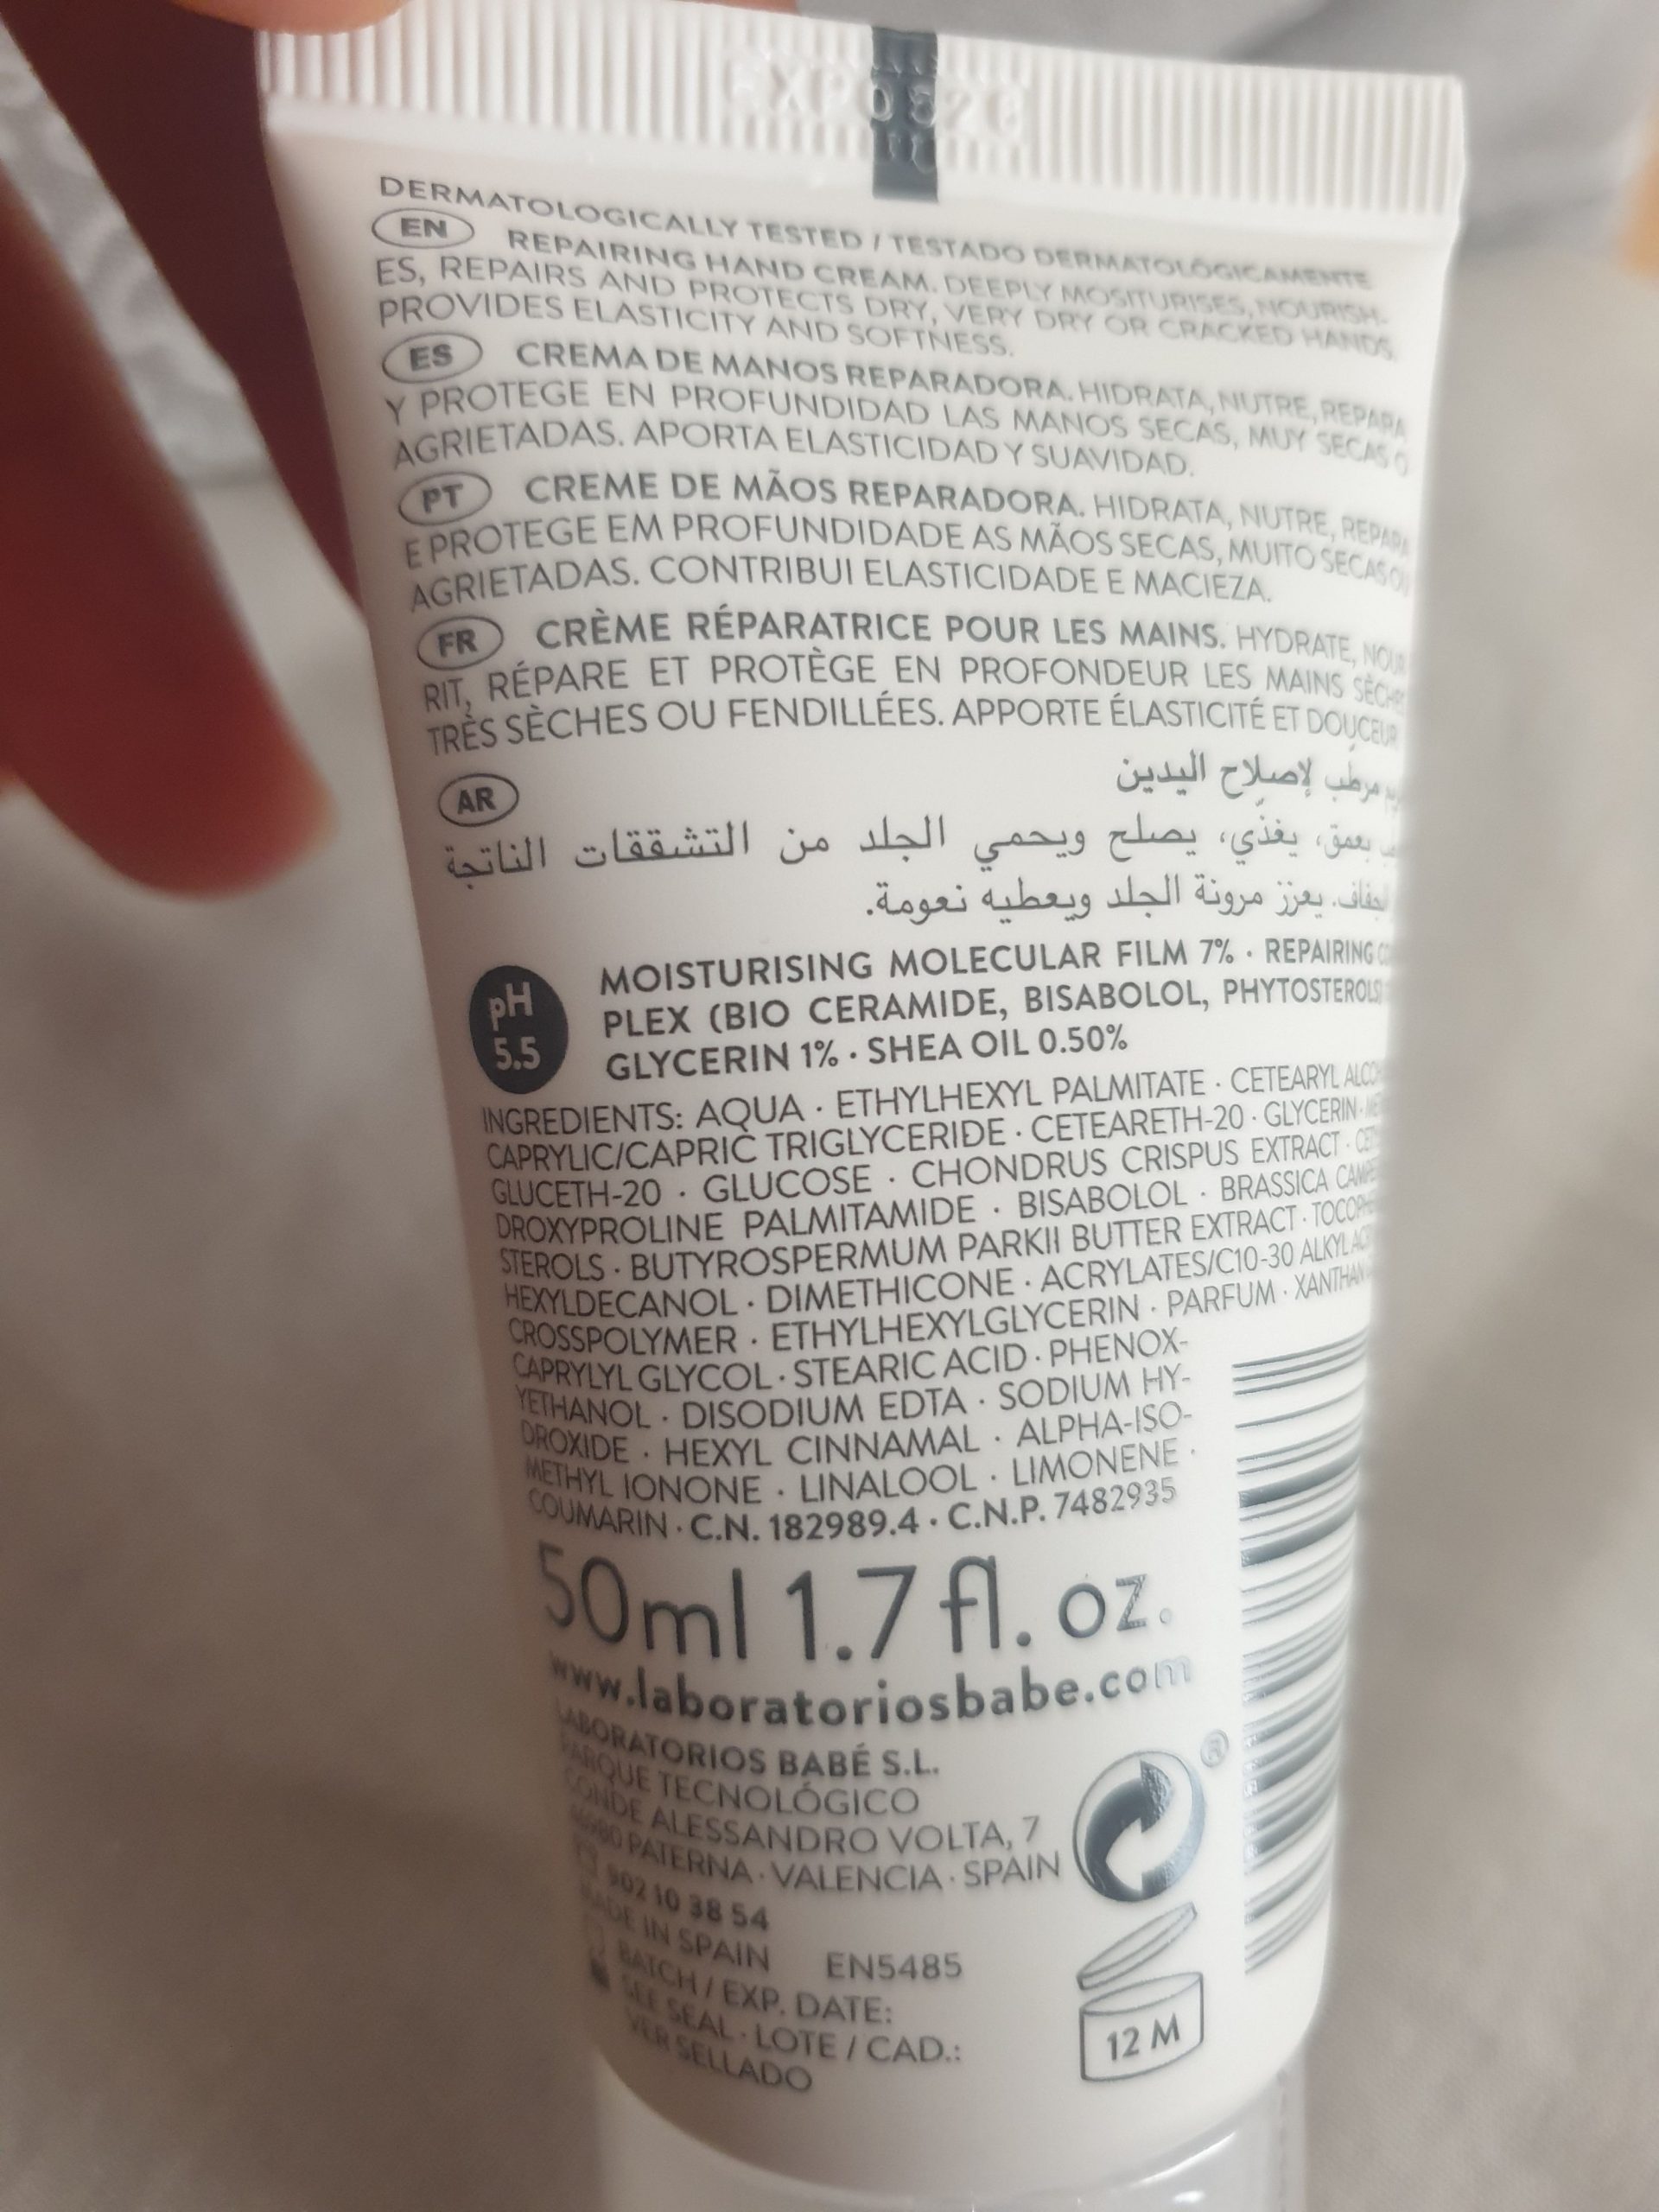 EXP0526
DERMATOLOGICALLY TESTED / TESTADO DERMATOLÓGICAMENTE
EN REPAIRING HAND CREAM. DEEPLY MOSITURISES, NOURISH-
ES, REPAIRS AND PROTECTS DRY, VERY DRY OR CRACKED HANDS.
PROVIDES ELASTICITY AND SOFTNESS.
ES CREMA DE MANOS REPARADORA. HIDRATA, NUTRE, REPARA
Y PROTEGE EN PROFUNDIDAD LAS MANOS SECAS, MUY SECAS O
AGRIETADAS. APORTA ELASTICIDAD Y SUAVIDAD.
PT CREME DE MÃOS REPARADORA. HIDRATA, NUTRE, REPARA
E PROTEGE EM PROFUNDIDADE AS MÃOS SECAS, MUITO SECAS OU
AGRIETADAS. CONTRIBUI ELASTICIDADE E MACIEZA.
FR CRÈME RÉPARATRICE POUR LES MAINS. HYDRATE,
RIT, RÉPARE ET PROTÈGE EN PROFONDEUR LES MAINS
TRÈS SÈCHES OU FENDILLÉES. APPORTE ÉLASTICITÉ ET DOUCEUR
AR
مرطب لإصلاح اليدين
بعمق، يغذّي، يصلح ويحمي الجلد من التشققات الناتجة
يعزز مرونة الجلد ويعطيه نعومة.
pH
5.5
MOISTURISING MOLECULAR FILM 7% · REPAIRING
PLEX (BIO CERAMIDE, BISABOLOL, PHYTOSTEROLS)
GLYCERIN 1% · SHEA OIL 0.50%
INGREDIENTS: AQUA · ETHYLHEXYL PALMITATE · CETEARYL
CAPRYLIC/CAPRIC TRIGLYCERIDE · CETEARETH-20 · GLYCERIN ·
GLUCETH-20 · GLUCOSE · CHONDRUS CRISPUS EXTRACT ·
DROXYPROLINE PALMITAMIDE · BISABOLOL · BRASSICA
STEROLS · BUTYROSPERMUM PARKII BUTTER EXTRACT ·
HEXYLDECANOL · DIMETHICONE · ACRYLATES/C10-30 ALKYL
CROSSPOLYMER · ETHYLHEXYLGLYCERIN · PARFUM · XANTHAN
CAPRYLYL GLYCOL · STEARIC ACID · PHENOX-
YETHANOL · DISODIUM EDTA · SODIUM HY-
DROXIDE · HEXYL CINNAMAL · ALPHA-ISO-
METHYL IONONE · LINALOOL · LIMONENE ·
COUMARIN · C.N. 182989.4 · C.N.P. 7482935
50ml 1.7 fl. oz.
www.laboratoriosbabe.com
LABORATORIOS BABÉ S.L.
PARQUE TECNOLÓGICO
CONDE ALESSANDRO VOLTA, 7
46980 PATERNA · VALENCIA · SPAIN
902 10 38 54
MADE IN SPAIN EN5485
BATCH / EXP. DATE:
SEE SEAL · LOTE / CAD.:
VER SELLADO
®
12 M